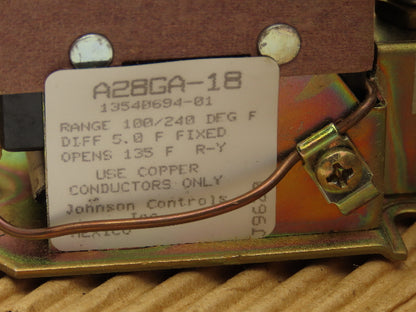 A28GA-18
13540694-01
RANGE 100/240 DEG F
DIFF 5.0 F FIXED
OPENS 135 F R-Y
USE COPPER
CONDUCTORS ONLY
Johnson Controls
Inc
MEXICO